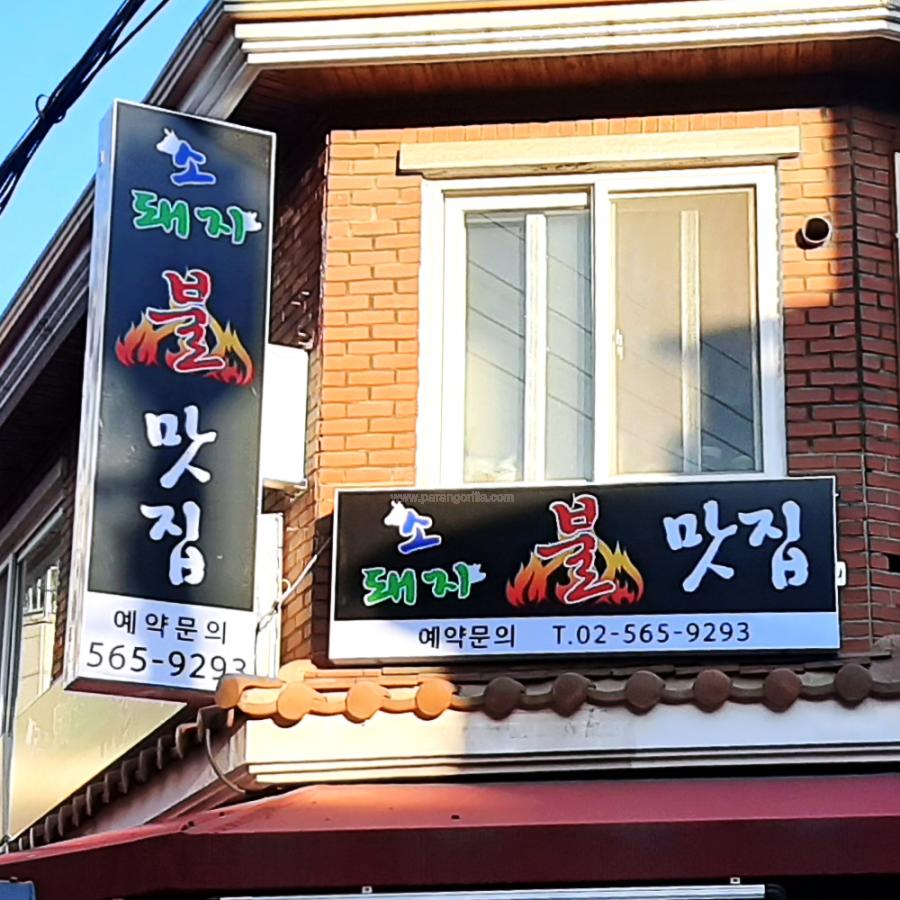 소
돼지
불
맛
집
예약문의
565-9293
www.parangorilla.com
소
돼지 불 맛집
예약문의 T.02-565-9293